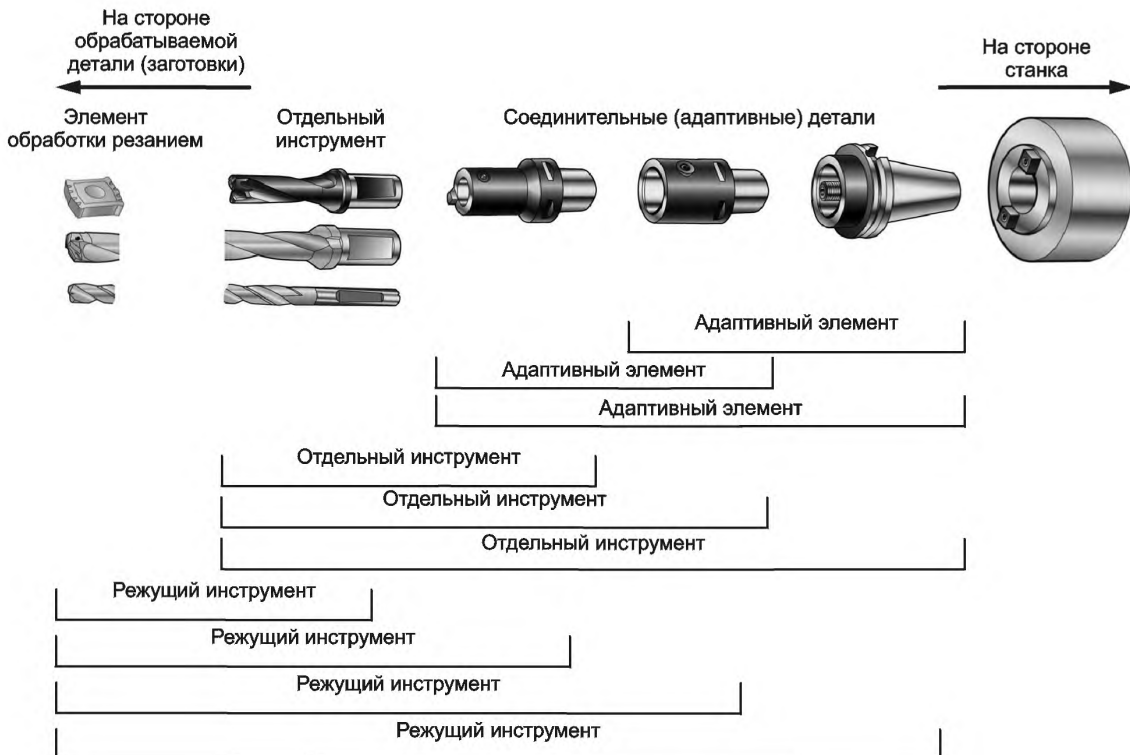 На стороне
обрабатываемой
детали (заготовки)
На стороне
станка
Элемент
обработки резанием
Отдельный
инструмент
Соединительные (адаптивные) детали
Адаптивный элемент
Адаптивный элемент
Адаптивный элемент
Отдельный инструмент
Отдельный инструмент
Отдельный инструмент
Режущий инструмент
Режущий инструмент
Режущий инструмент
Режущий инструмент